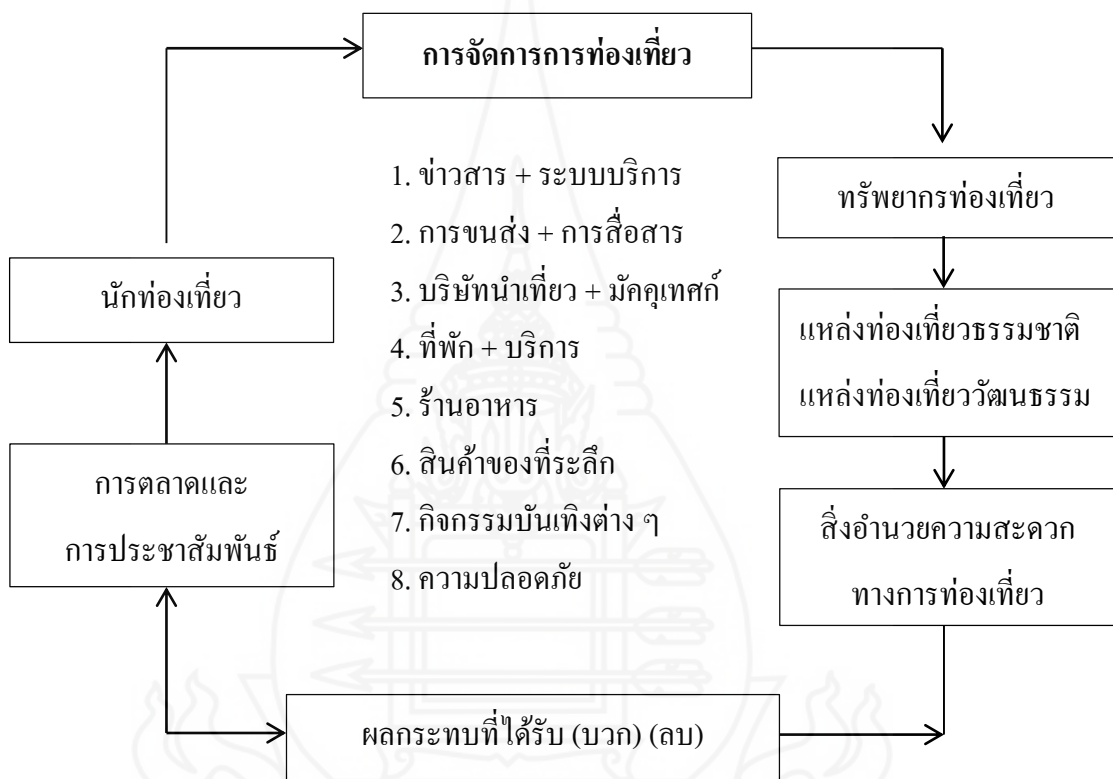 การจัดการการท่องเที่ยว
1. ข่าวสาร + ระบบบริการ
2. การขนส่ง + การสื่อสาร
3. บริษัทนำเที่ยว + มัคคุเทศก์
4. ที่พัก + บริการ
5. ร้านอาหาร
6. สินค้าของที่ระลึก
7. กิจกรรมบันเทิงต่าง ๆ
8. ความปลอดภัย
ทรัพยากรท่องเที่ยว
แหล่งท่องเที่ยวธรรมชาติ
แหล่งท่องเที่ยววัฒนธรรม
สิ่งอำนวยความสะดวก
ทางการท่องเที่ยว
ผลกระทบที่ได้รับ (บวก) (ลบ)
การตลาดและ
การประชาสัมพันธ์
นักท่องเที่ยว